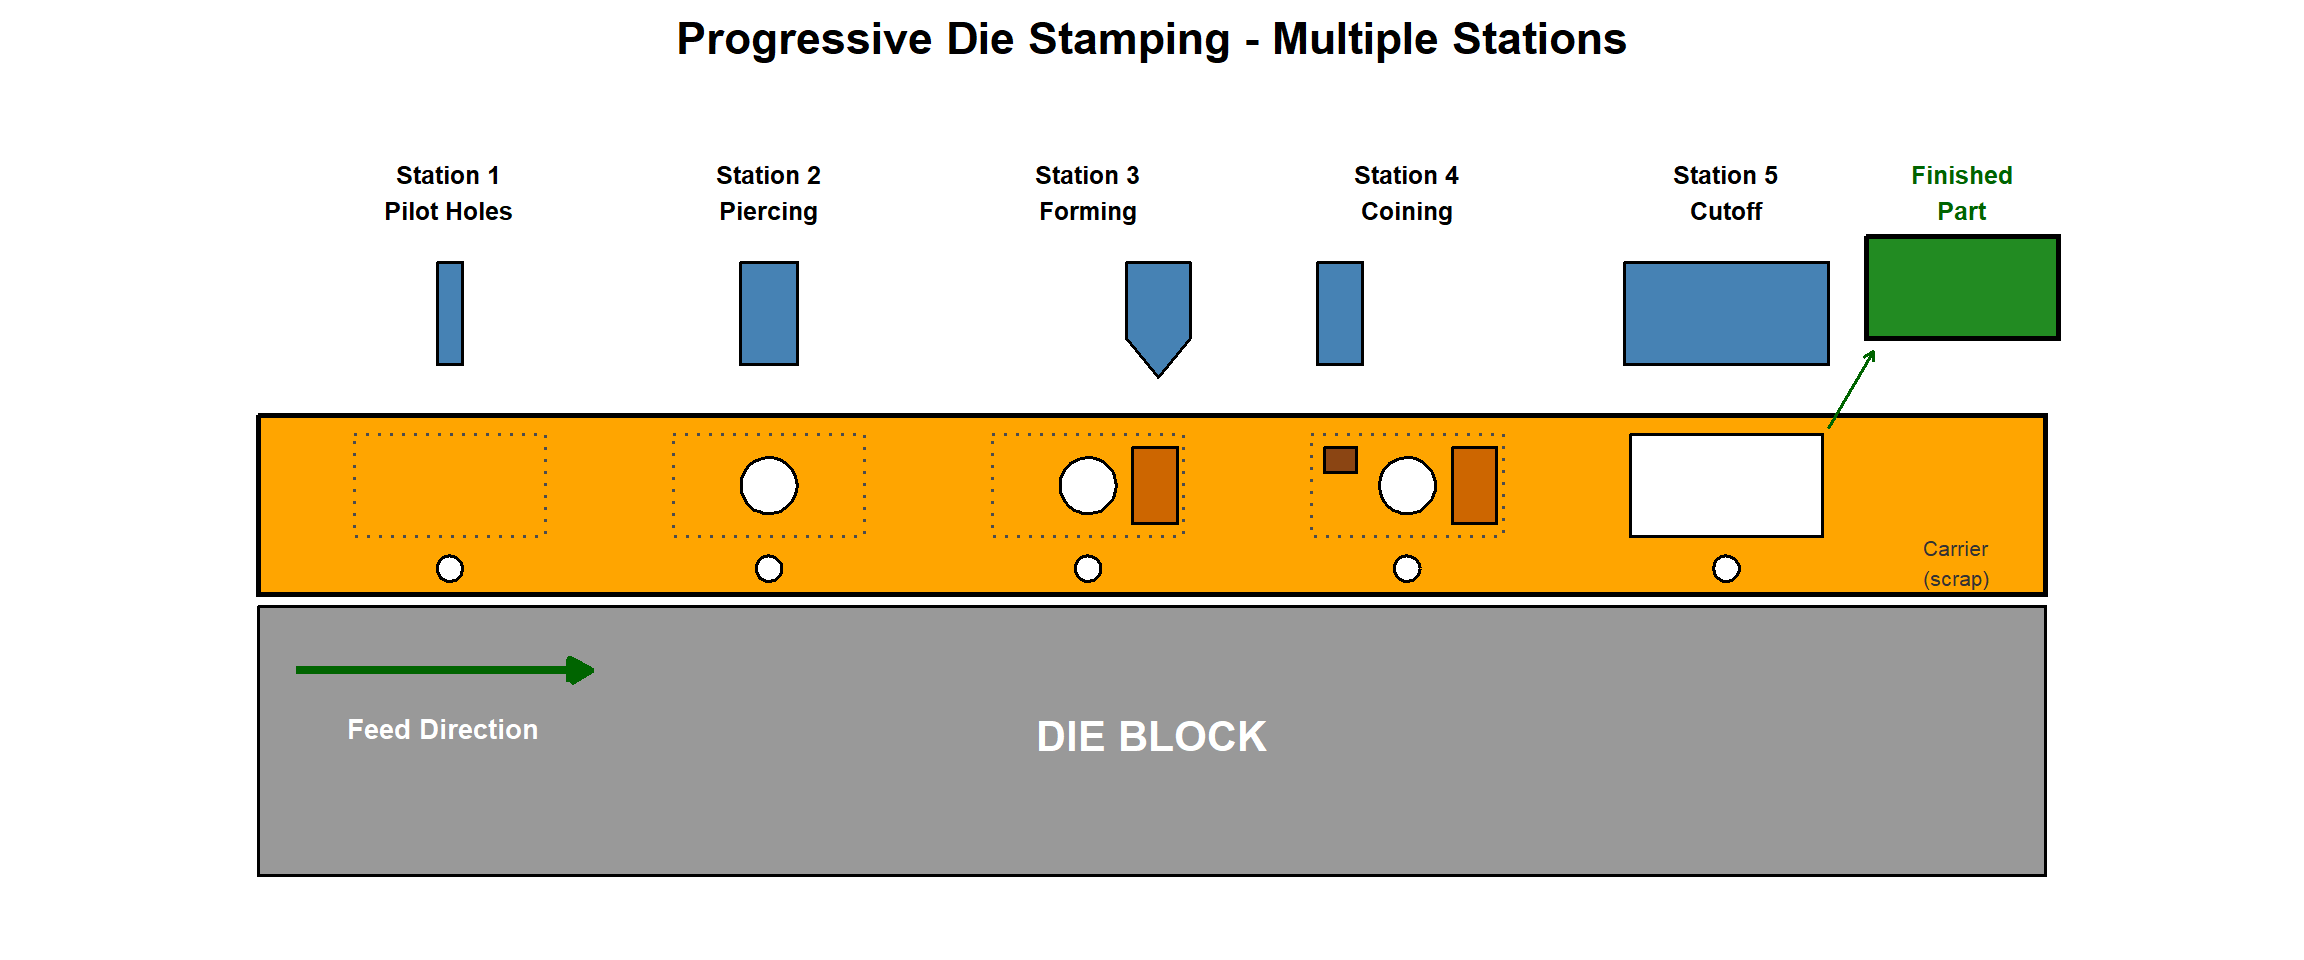 Progressive Die Stamping - Multiple Stations
Station 1
Pilot Holes
Station 2
Piercing
Station 3
Forming
Station 4
Coining
Station 5
Cutoff
Finished
Part
Carrier
(scrap)
Feed Direction
DIE BLOCK